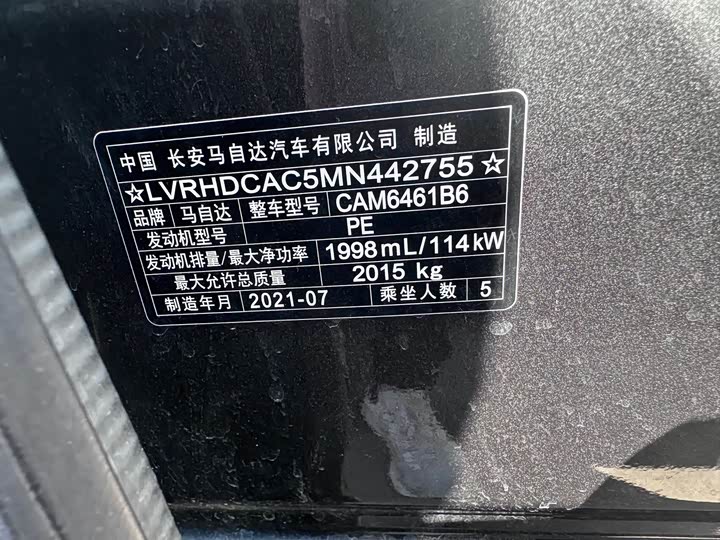 中国 长安马自达汽车有限公司 制造
☆LVRHDCAC5MN442755☆
品牌 马自达 整车型号 CAM6461B6
发动机型号 PE
发动机排量/最大净功率 1998mL/114kW
最大允许总质量 2015 kg
制造年月 2021-07 乘坐人数 5